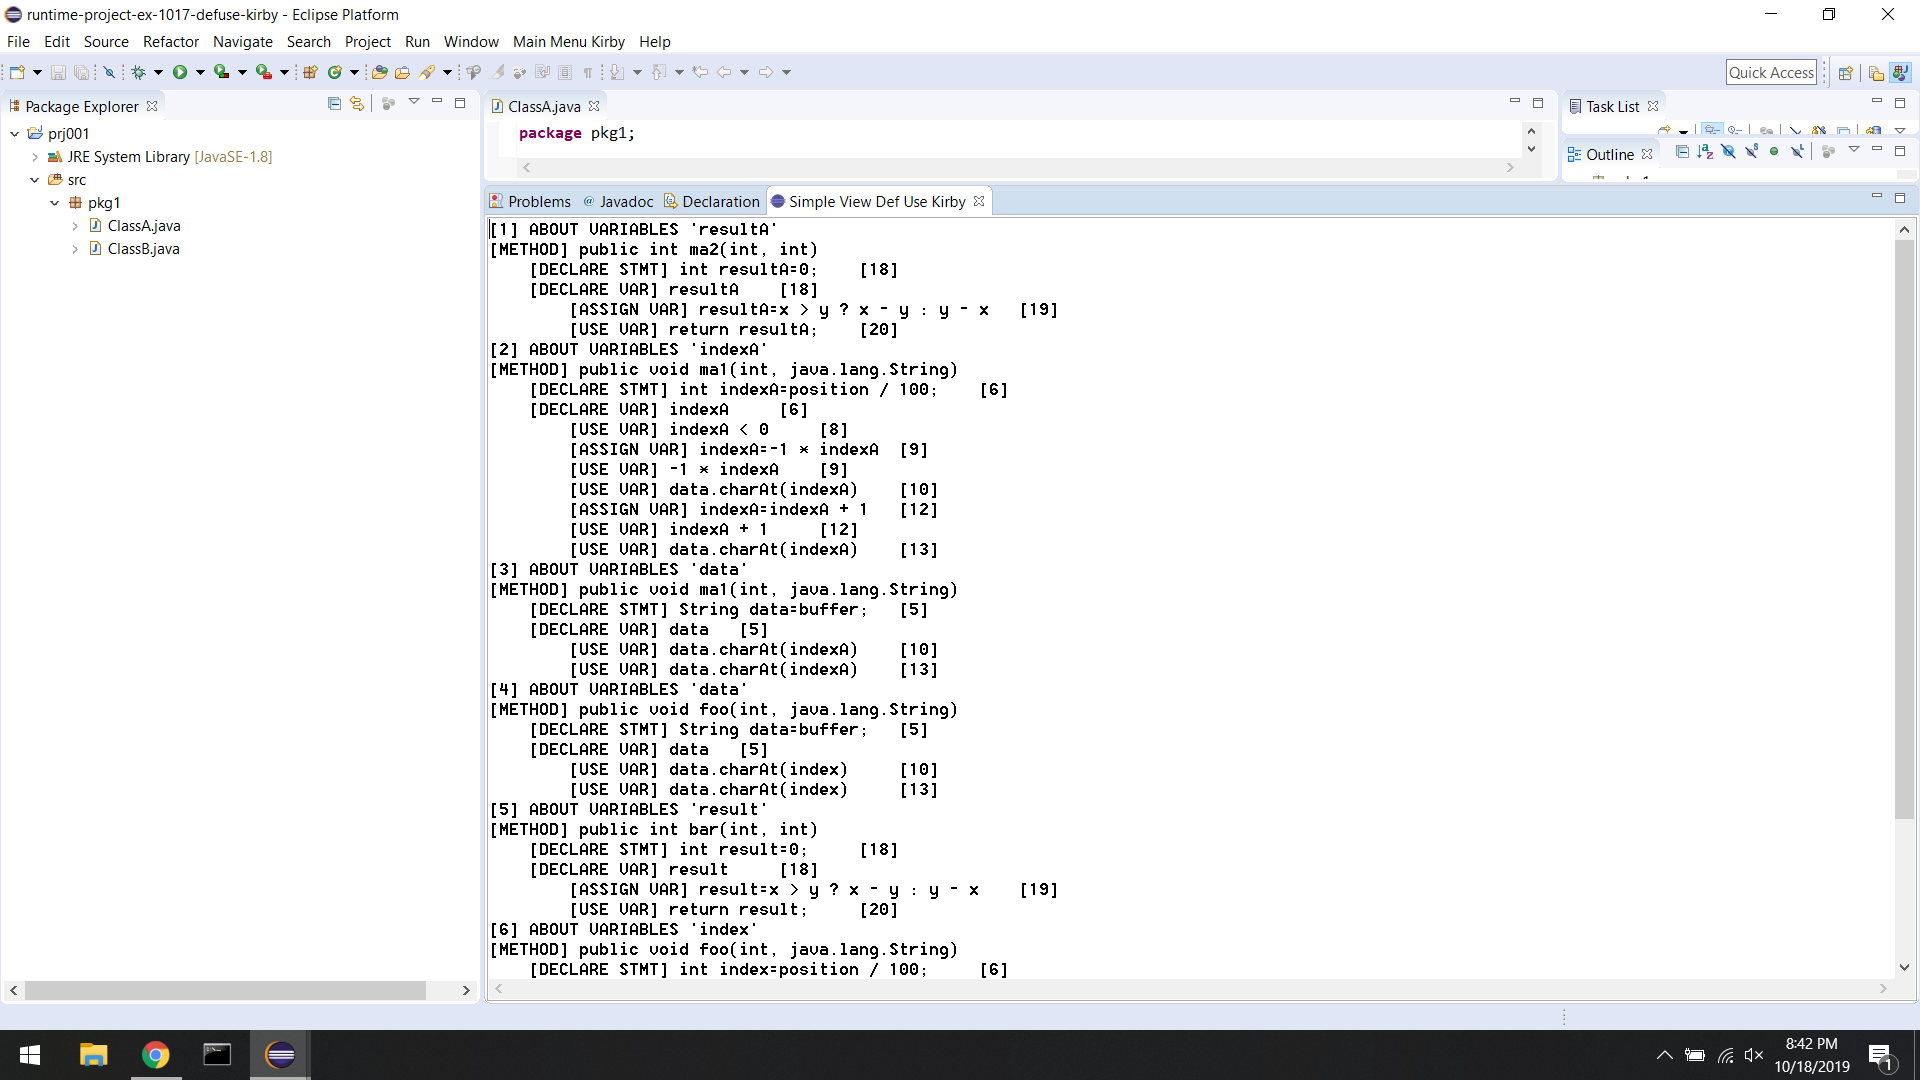 runtime-project-ex-1017-defuse-kirby - Eclipse Platform
File Edit Source Refactor Navigate Search Project Run Window Main Menu Kirby Help
Quick Access
Package Explorer
prj001
JRE System Library [JavaSE-1.8]
src
pkg1
ClassA.java
ClassB.java
ClassA.java
package pkg1;
Task List
Outline
Problems @ Javadoc Declaration Simple View Def Use Kirby
[1] ABOUT VARIABLES 'resultA'
[METHOD] public int ma2(int, int)
[DECLARE STMT] int resultA=0; [18]
[DECLARE VAR] resultA [18]
[ASSIGN VAR] resultA=x > y ? x - y : y - x [19]
[USE VAR] return resultA; [20]
[2] ABOUT VARIABLES 'indexA'
[METHOD] public void ma1(int, java.lang.String)
[DECLARE STMT] int indexA=position / 100; [6]
[DECLARE VAR] indexA [6]
[USE VAR] indexA < 0 [8]
[ASSIGN VAR] indexA=-1 * indexA [9]
[USE VAR] -1 * indexA [9]
[USE VAR] data.charAt(indexA) [10]
[ASSIGN VAR] indexA=indexA + 1 [12]
[USE VAR] indexA + 1 [12]
[USE VAR] data.charAt(indexA) [13]
[3] ABOUT VARIABLES 'data'
[METHOD] public void ma1(int, java.lang.String)
[DECLARE STMT] String data=buffer; [5]
[DECLARE VAR] data [5]
[USE VAR] data.charAt(indexA) [10]
[USE VAR] data.charAt(indexA) [13]
[4] ABOUT VARIABLES 'data'
[METHOD] public void foo(int, java.lang.String)
[DECLARE STMT] String data=buffer; [5]
[DECLARE VAR] data [5]
[USE VAR] data.charAt(index) [10]
[USE VAR] data.charAt(index) [13]
[5] ABOUT VARIABLES 'result'
[METHOD] public int bar(int, int)
[DECLARE STMT] int result=0; [18]
[DECLARE VAR] result [18]
[ASSIGN VAR] result=x > y ? x - y : y - x [19]
[USE VAR] return result; [20]
[6] ABOUT VARIABLES 'index'
[METHOD] public void foo(int, java.lang.String)
[DECLARE STMT] int index=position / 100; [6]
8:42 PM
10/18/2019
1